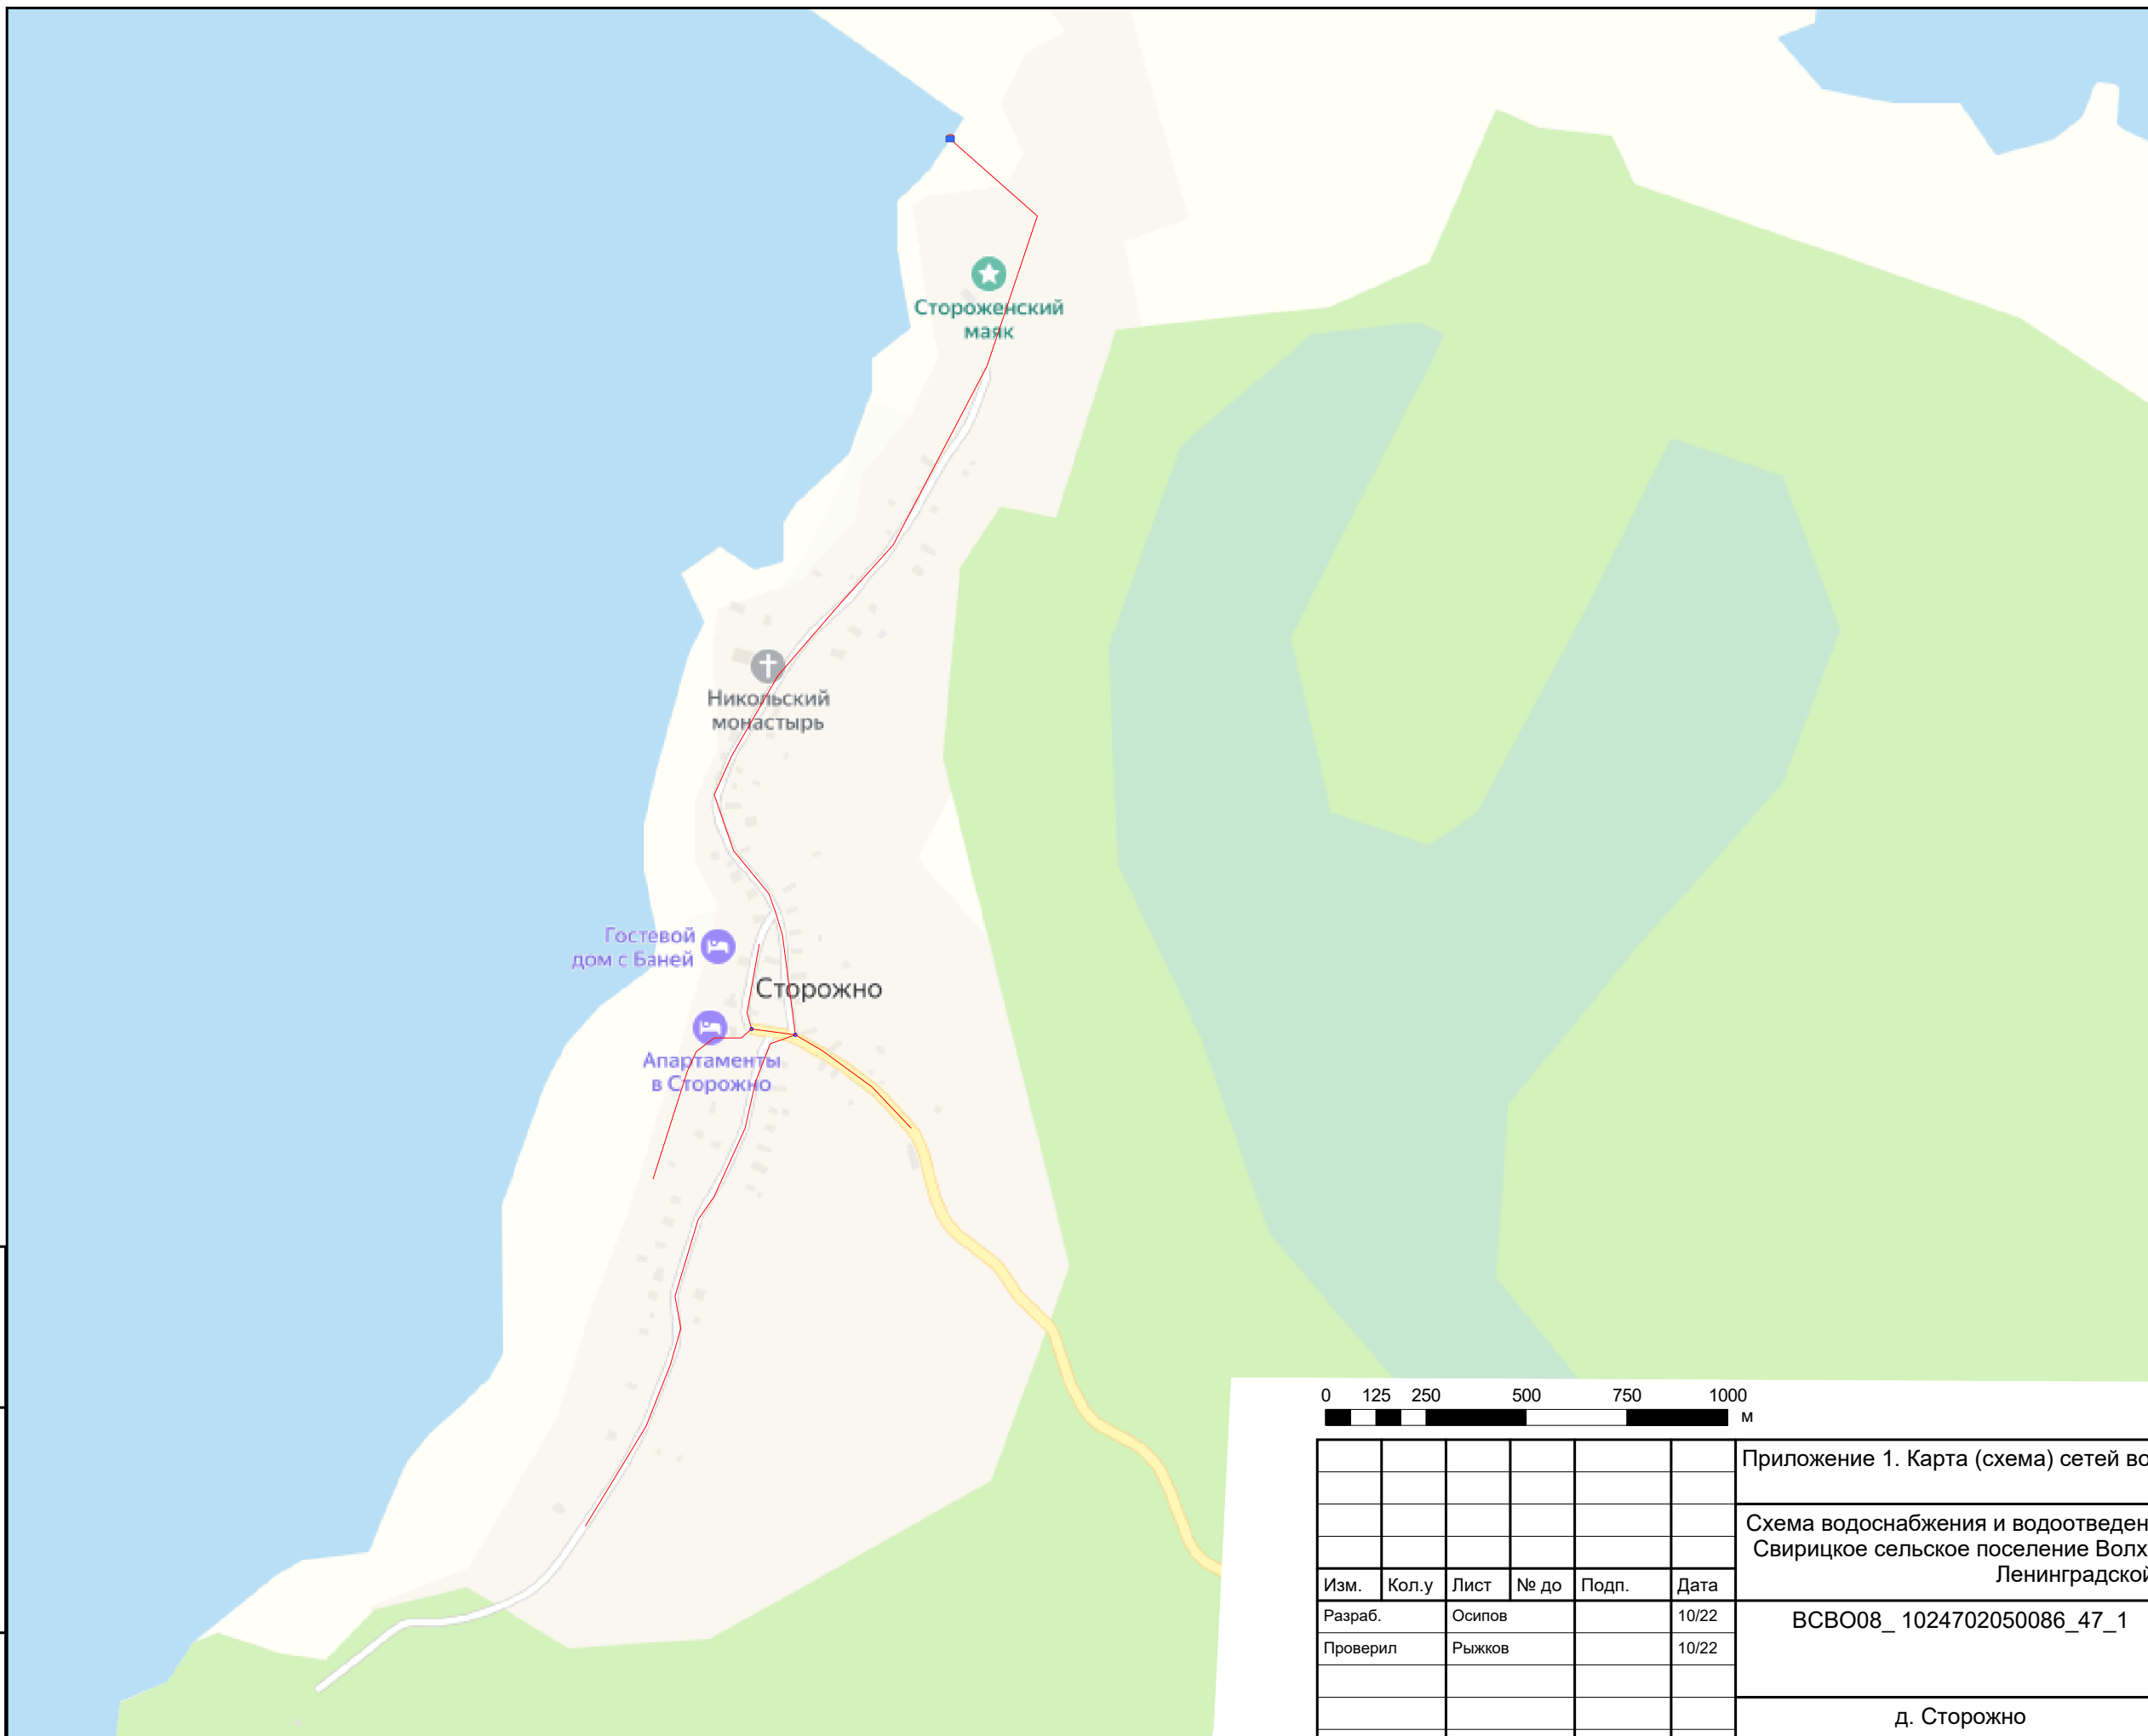 Стороженский
маяк
Никольский
монастырь
Гостевой
дом с Баней
Сторожно
Апартаменты
в Сторожно
0 125 250 500 750 1000
м
Приложение 1. Карта (схема) сетей во
Схема водоснабжения и водоотведен
Свирицкое сельское поселение Волх
Ленинградской
Изм. Кол.у Лист № до Подп. Дата
Разраб. Осипов 10/22
ВСВО08_ 1024702050086_47_1
Проверил Рыжков 10/22
д. Сторожно